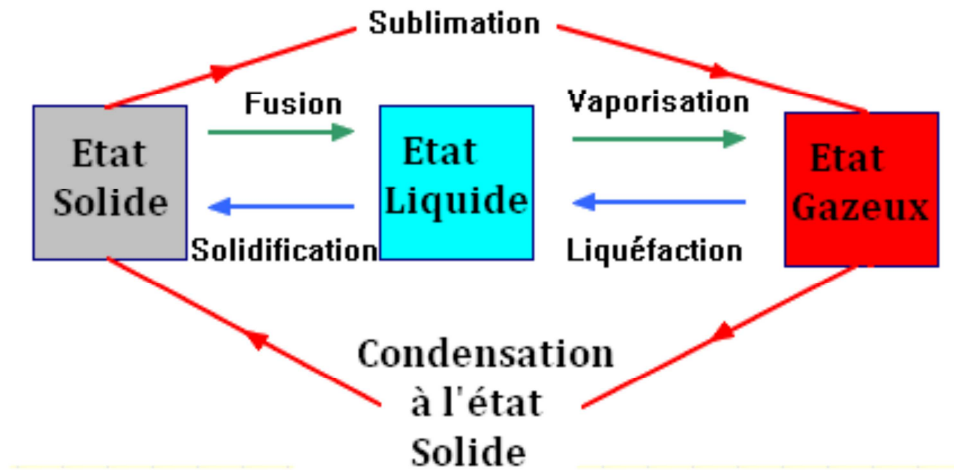 Sublimation
Fusion
Vaporisation
Etat
Solide
Etat
Liquide
Etat
Gazeux
Solidification
Liquéfaction
Condensation
à l'état
Solide